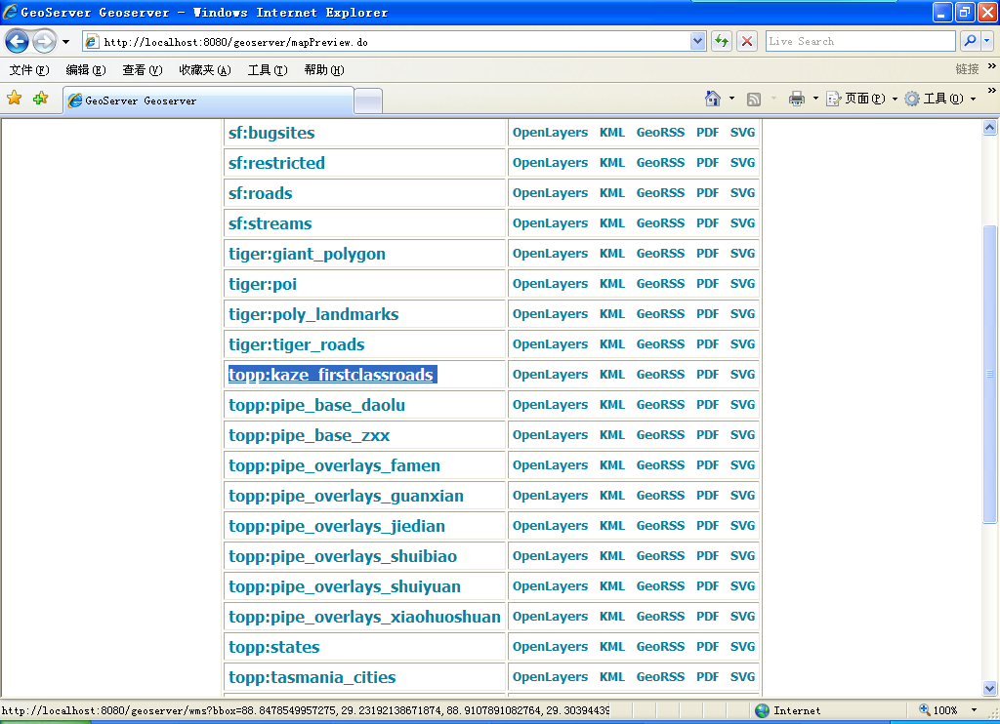 GeoServer Geoserver - Windows Internet Explorer
http://localhost:8080/geoserver/mapPreview.do
Live Search
文件(F) 编辑(E) 查看(V) 收藏夹(A) 工具(T) 帮助(H) 链接 »
GeoServer Geoserver 页面(P) 工具(O) »
sf:bugsites OpenLayers KML GeoRSS PDF SVG
sf:restricted OpenLayers KML GeoRSS PDF SVG
sf:roads OpenLayers KML GeoRSS PDF SVG
sf:streams OpenLayers KML GeoRSS PDF SVG
tiger:giant_polygon OpenLayers KML GeoRSS PDF SVG
tiger:poi OpenLayers KML GeoRSS PDF SVG
tiger:poly_landmarks OpenLayers KML GeoRSS PDF SVG
tiger:tiger_roads OpenLayers KML GeoRSS PDF SVG
topp:kaze_firstclassroads OpenLayers KML GeoRSS PDF SVG
topp:pipe_base_daolu OpenLayers KML GeoRSS PDF SVG
topp:pipe_base_zxx OpenLayers KML GeoRSS PDF SVG
topp:pipe_overlays_famen OpenLayers KML GeoRSS PDF SVG
topp:pipe_overlays_guanxian OpenLayers KML GeoRSS PDF SVG
topp:pipe_overlays_jiedian OpenLayers KML GeoRSS PDF SVG
topp:pipe_overlays_shuibiao OpenLayers KML GeoRSS PDF SVG
topp:pipe_overlays_shuiyuan OpenLayers KML GeoRSS PDF SVG
topp:pipe_overlays_xiaohuoshuan OpenLayers KML GeoRSS PDF SVG
topp:states OpenLayers KML GeoRSS PDF SVG
topp:tasmania_cities OpenLayers KML GeoRSS PDF SVG
http://localhost:8080/geoserver/wms?bbox=88.8478549957275,29.23192138671874,88.9107891082764,29.30394439 Internet 100%